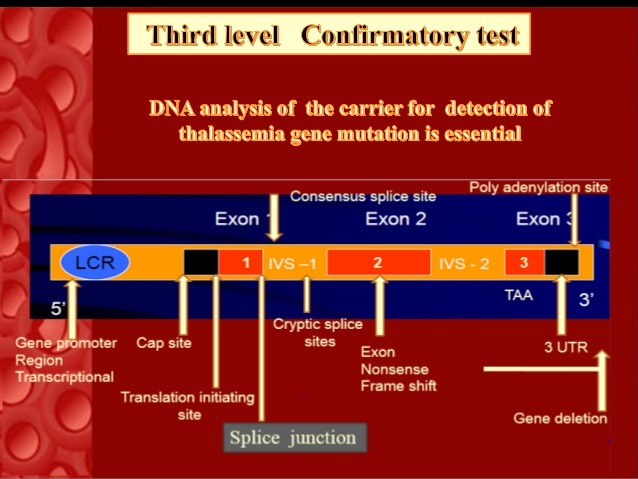 Third level Confirmatory test
DNA analysis of the carrier for detection of
thalassemia gene mutation is essential
Poly adenylation site
Consensus splice site
Exon 1
Exon 2
Exon 3
LCR
1
IVS –1
2
IVS - 2
3
TAA
5’
3’
Gene promoter
Region
Transcriptional
Cap site
Cryptic splice
sites
Exon
Nonsense
Frame shift
3 UTR
Translation initiating
site
Gene deletion
Splice junction